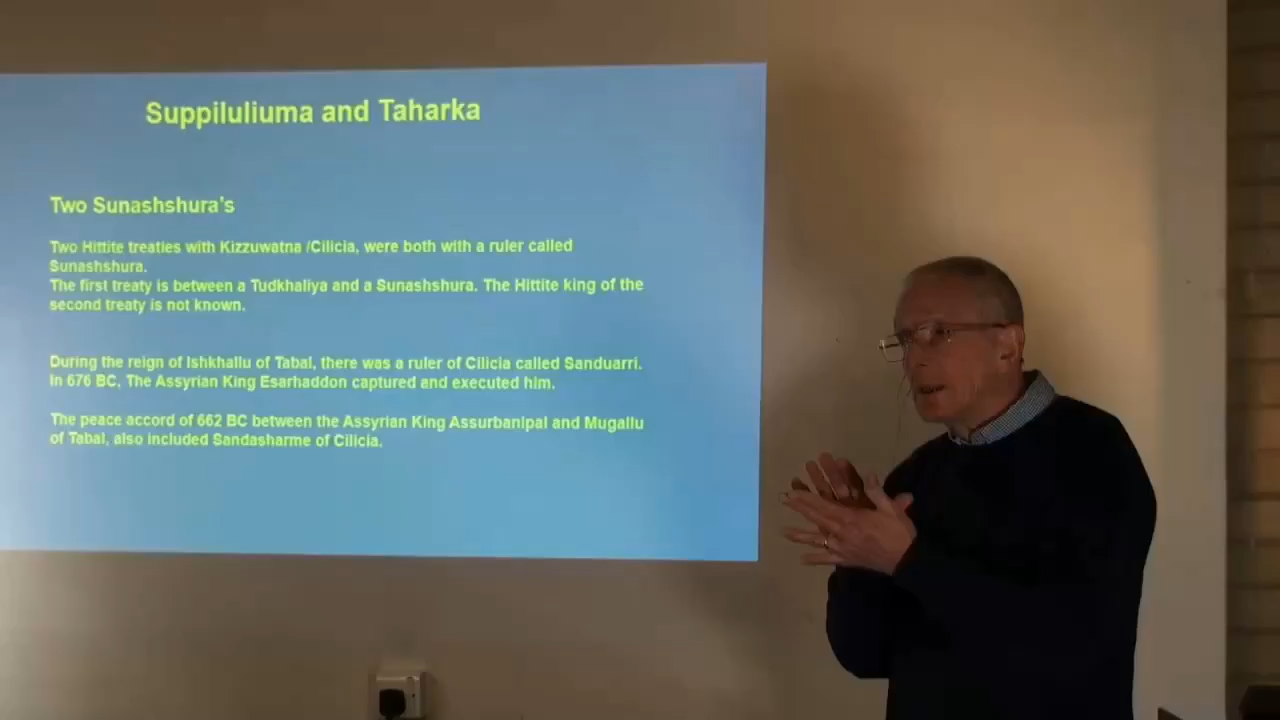 Suppiluliuma and Taharka
Two Sunashshura's
Two Hittite treaties with Kizzuwatna /Cilicia, were both with a ruler called
Sunashshura.
The first treaty is between a Tudkhaliya and a Sunashshura. The Hittite king of the
second treaty is not known.
During the reign of Ishkhallu of Tabal, there was a ruler of Cilicia called Sanduarri.
In 676 BC, The Assyrian King Esarhaddon captured and executed him.
The peace accord of 662 BC between the Assyrian King Assurbanipal and Mugallu
of Tabal, also included Sandasharme of Cilicia.